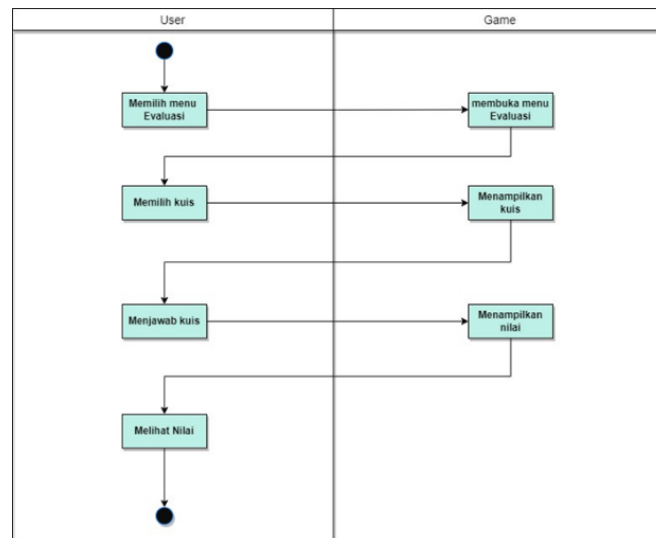 User
Game
Memilih menu
Evaluasi
membuka menu
Evaluasi
Memilih kuis
Menampilkan
kuis
Menjawab kuis
Menampilkan
nilai
Melihat Nilai